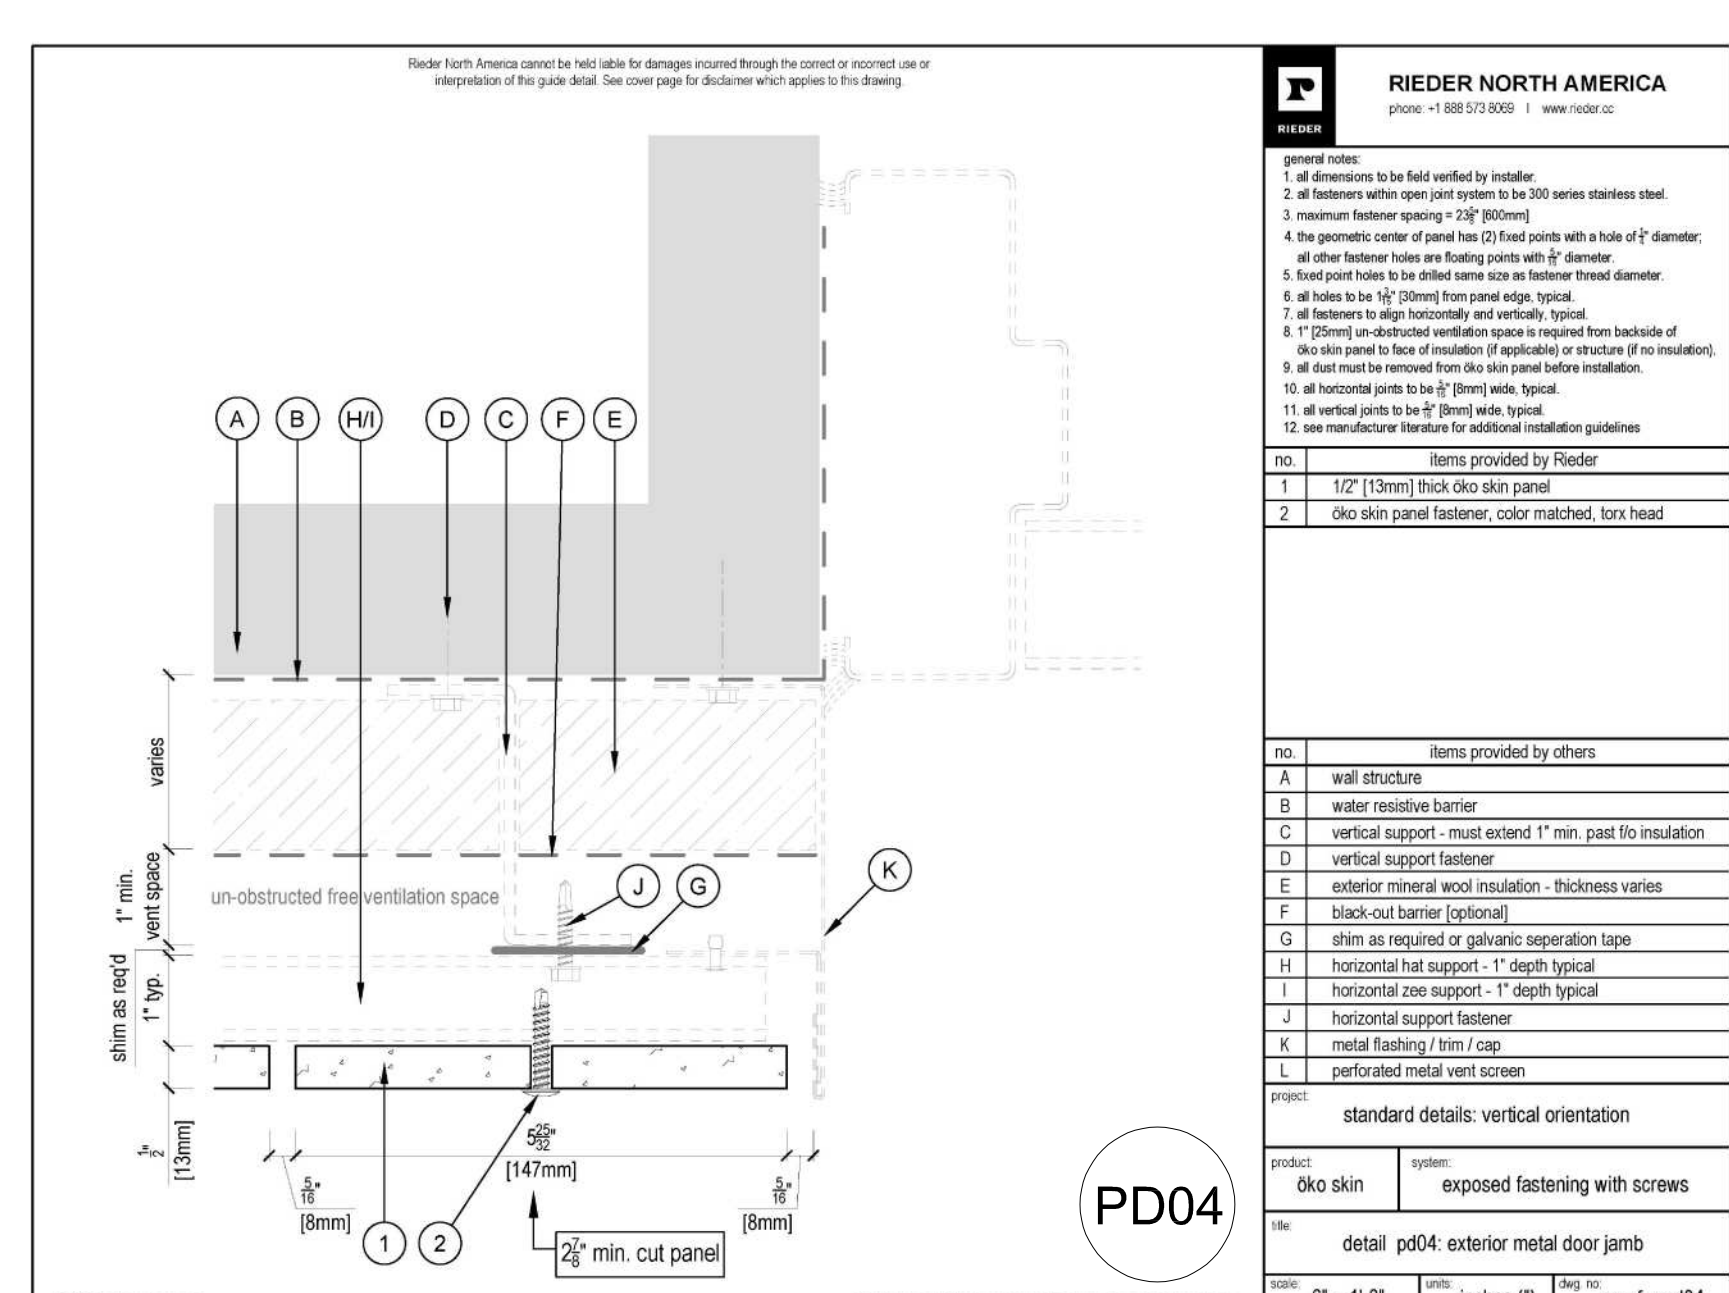 Rieder North America cannot be held liable for damages incurred through the correct or incorrect use or
interpretation of this guide detail. See cover page for disclaimer which applies to this drawing.
RIEDER
RIEDER NORTH AMERICA
phone: +1 888 573 8069 | www.rieder.cc
general notes:
1. all dimensions to be field verified by installer.
2. all fasteners within open joint system to be 300 series stainless steel.
3. maximum fastener spacing = 23 5/8" [600mm]
4. the geometric center of panel has (2) fixed points with a hole of 1/4" diameter;
all other fastener holes are floating points with 5/16" diameter.
5. fixed point holes to be drilled same size as fastener thread diameter.
6. all holes to be 1 3/16" [30mm] from panel edge, typical.
7. all fasteners to align horizontally and vertically, typical.
8. 1" [25mm] un-obstructed ventilation space is required from backside of
öko skin panel to face of insulation (if applicable) or structure (if no insulation).
9. all dust must be removed from öko skin panel before installation.
10. all horizontal joints to be 5/16" [8mm] wide, typical.
11. all vertical joints to be 5/16" [8mm] wide, typical.
12. see manufacturer literature for additional installation guidelines
no. items provided by Rieder
1 1/2" [13mm] thick öko skin panel
2 öko skin panel fastener, color matched, torx head
no. items provided by others
A wall structure
B water resistive barrier
C vertical support - must extend 1" min. past f/o insulation
D vertical support fastener
E exterior mineral wool insulation - thickness varies
F black-out barrier [optional]
G shim as required or galvanic seperation tape
H horizontal hat support - 1" depth typical
I horizontal zee support - 1" depth typical
J horizontal support fastener
K metal flashing / trim / cap
L perforated metal vent screen
project:
standard details: vertical orientation
product:
öko skin
system:
exposed fastening with screws
title:
detail pd04: exterior metal door jamb
scale:
units:
dwg. no:
A B H/I D C F E
varies
1" min.
vent space
un-obstructed free ventilation space
J G K
shim as req'd
1" typ.
1/2"
[13mm]
5/16"
[8mm]
5 25/32"
[147mm]
5/16"
[8mm]
1 2
2 7/8" min. cut panel
PD04